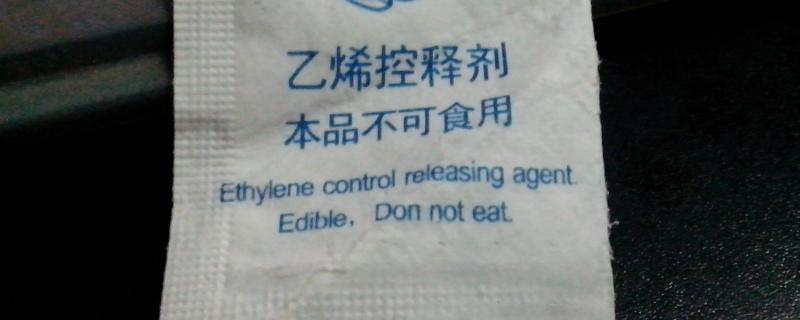 乙烯控释剂
本品不可食用
Ethylene control releasing agent.
Edible, Don not eat.